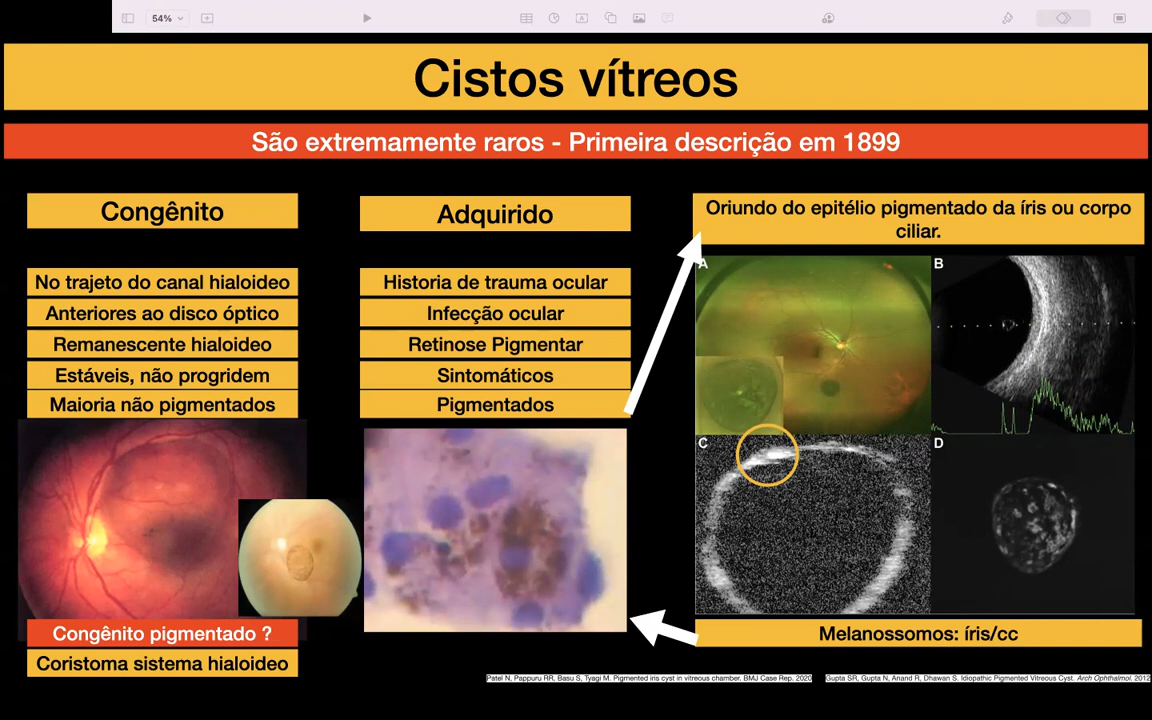 54%
Cistos vítreos
São extremamente raros - Primeira descrição em 1899
Congênito
No trajeto do canal hialoideo
Anteriores ao disco óptico
Remanescente hialoideo
Estáveis, não progridem
Maioria não pigmentados
Congênito pigmentado ?
Coristoma sistema hialoideo
Adquirido
Historia de trauma ocular
Infecção ocular
Retinose Pigmentar
Sintomáticos
Pigmentados
Oriundo do epitélio pigmentado da íris ou corpo
ciliar.
A
B
C
D
Melanossomos: íris/cc
Patel N, Pappuru RR, Basu S, Tyagi M. Pigmented iris cyst in vitreous chamber. BMJ Case Rep. 2020
Gupta SR, Gupta N, Anand R, Dhawan S. Idiopathic Pigmented Vitreous Cyst. Arch Ophthalmol. 2012